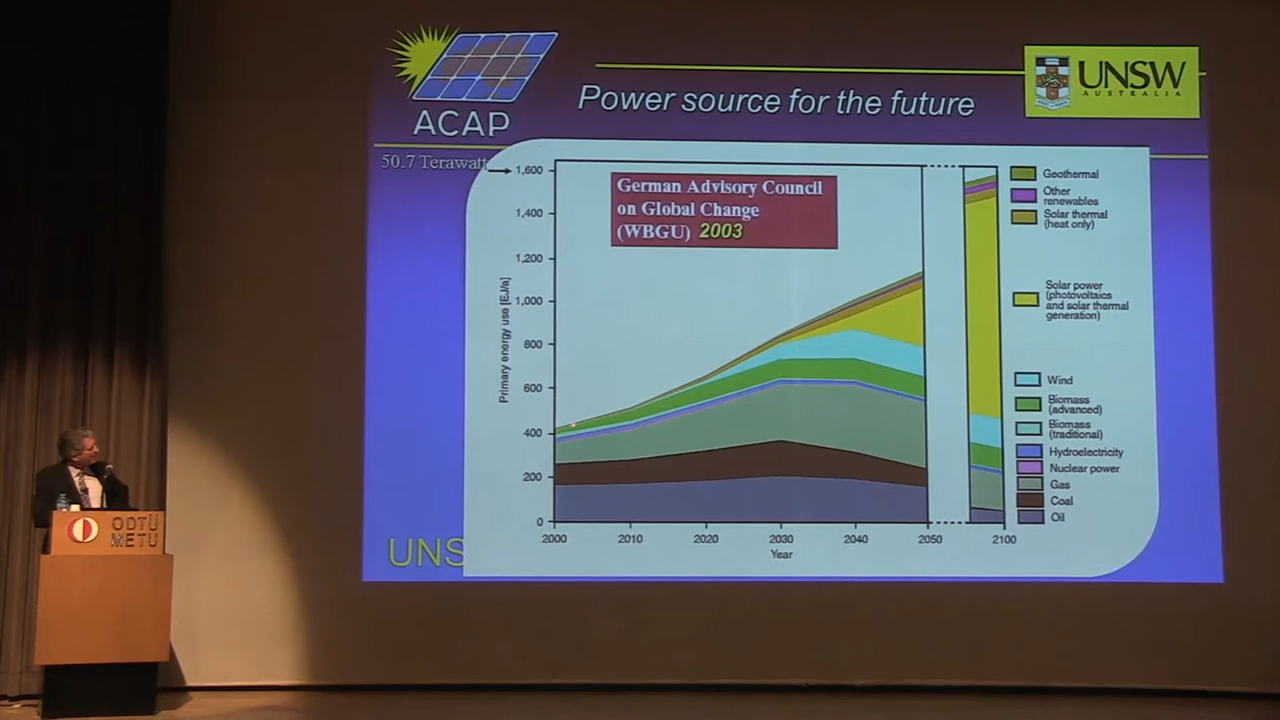 ACAP
Power source for the future
UNSW
AUSTRALIA
50.7 Terawatt
German Advisory Council
on Global Change
(WBGU) 2003
Primary energy use [EJ/a]
1,600
1,400
1,200
1,000
800
600
400
200
0
2000
2010
2020
2030
2040
2050
2100
Year
Geothermal
Other
renewables
Solar thermal
(heat only)
Solar power
(photovoltaics
and solar thermal
generation)
Wind
Biomass
(advanced)
Biomass
(traditional)
Hydroelectricity
Nuclear power
Gas
Coal
Oil
UNS
ODTÜ
METU